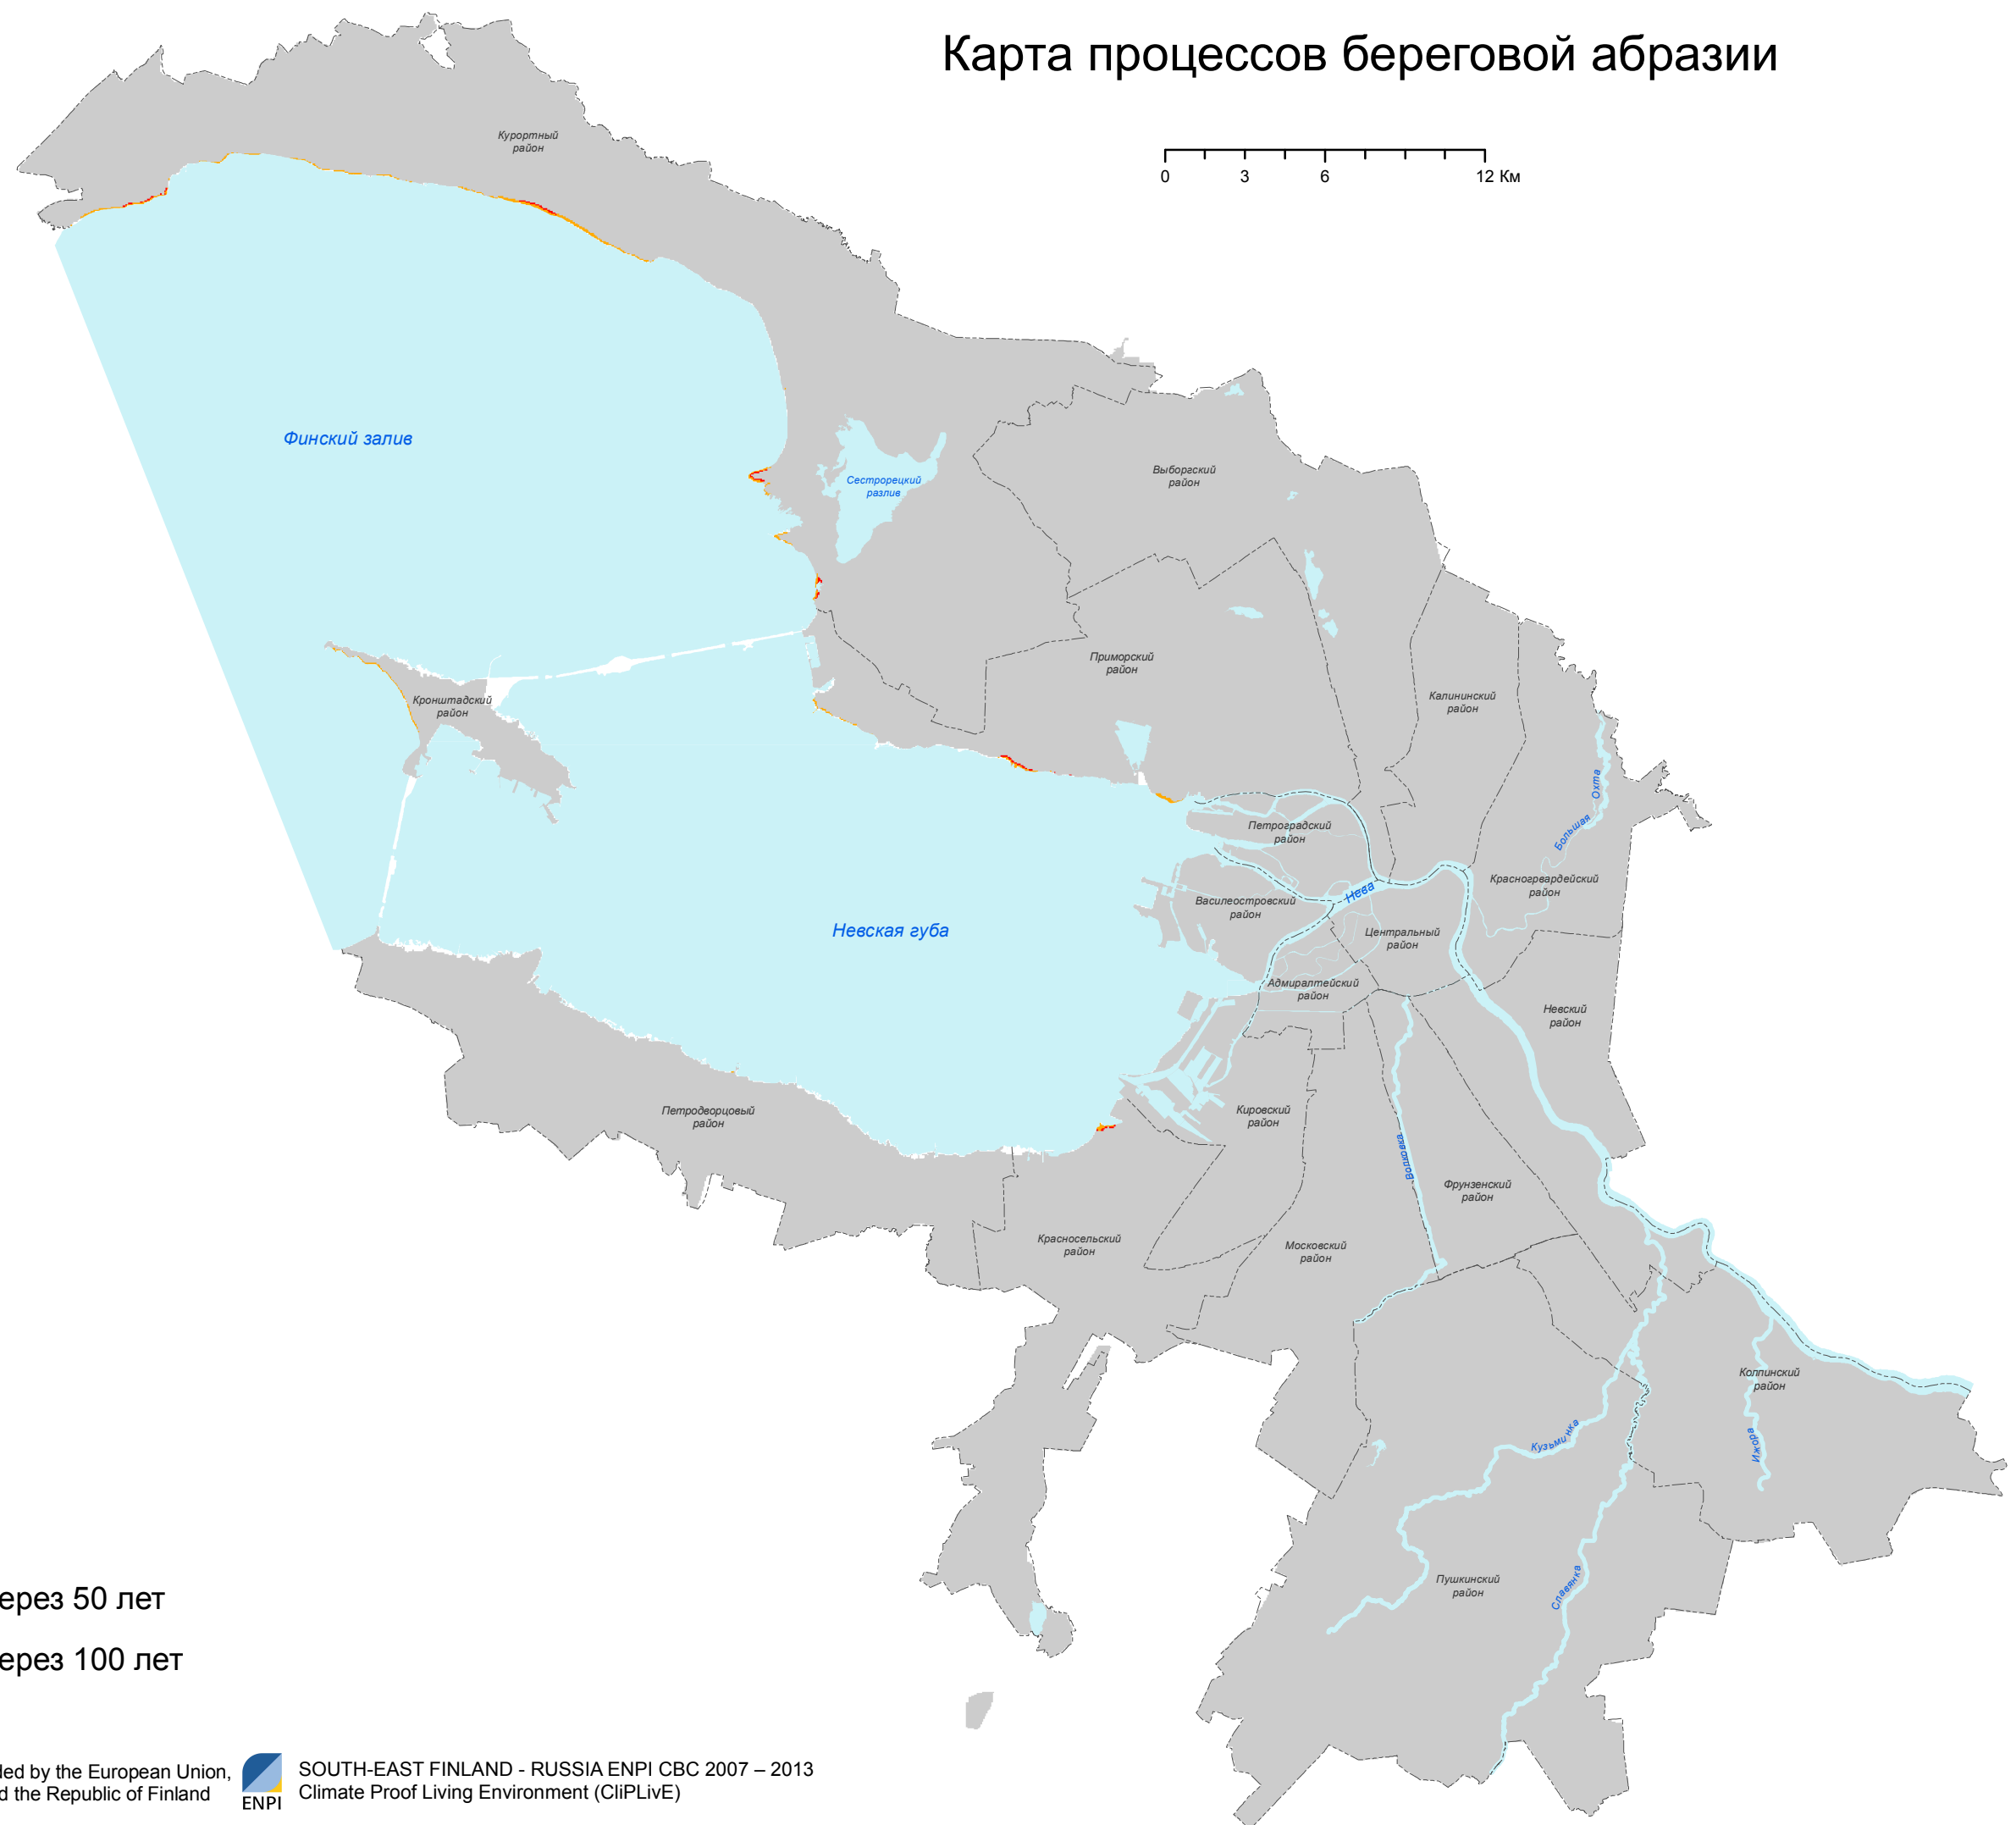 Карта процессов береговой абразии
0 3 6 12 Км
Курортный
район
Финский залив
Сестрорецкий
разлив
Выборгский
район
Приморский
район
Калининский
район
Кронштадский
район
Большая Охта
Петроградский
район
Красногрвардейский
район
Нева
Василеостровский
район
Невская губа
Центральный
район
Адмиралтейский
район
Невский
район
Петродворцовый
район
Кировский
район
Волковка
Фрунзенский
район
Красносельский
район
Московский
район
Колпинский
район
Кузьминка
Ижора
Славянка
Пушкинский
район
ерез 50 лет
ерез 100 лет
ded by the European Union,
d the Republic of Finland
ENPI
SOUTH-EAST FINLAND - RUSSIA ENPI CBC 2007 – 2013
Climate Proof Living Environment (CliPLivE)